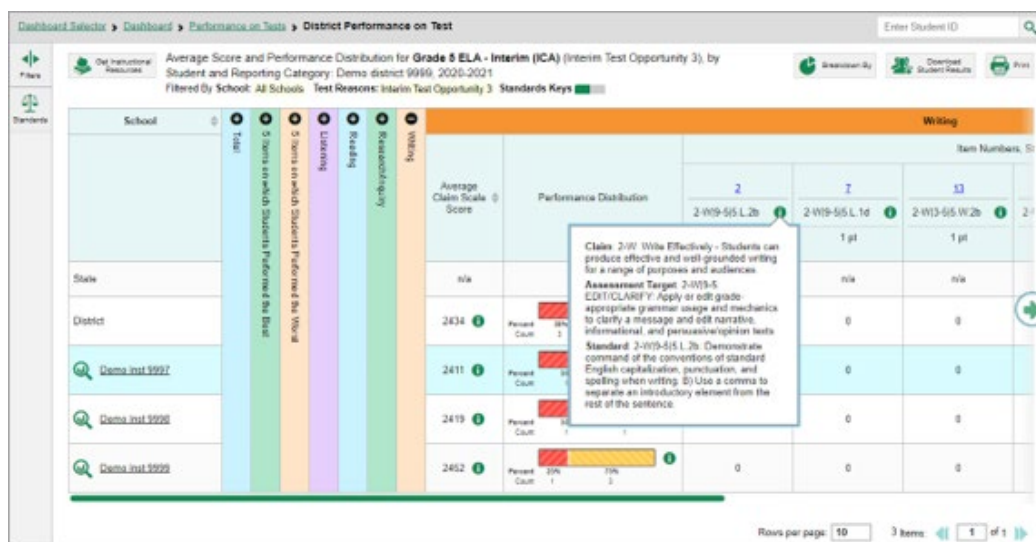 Dashboard Selector > Dashboard > Performance on Tests > District Performance on Test
Enter Student ID
Filters
Standards
Get Instructional Resources
Average Score and Performance Distribution for Grade 5 ELA - Interim (ICA) (Interim Test Opportunity 3), by
Student and Reporting Category: Demo district 9999, 2020-2021
Filtered By School: All Schools Test Reasons: Interim Test Opportunity 3 Standards Keys
Breakdown By
Download Student Results
Print
School
Total
5 Items on which Students Performed the Best
5 Items on which Students Performed the Worst
Listening
Reading
Research/Inquiry
Writing
Writing
Item Numbers,
Average Claim Scale Score
Performance Distribution
2
7
13
2-W|9-5|5.L.2b
2-W|9-5|5.L.1d
2-W|3-5|5.W.2b
1 pt
1 pt
Claim: 2-W: Write Effectively - Students can
produce effective and well-grounded writing
for a range of purposes and audiences.
Assessment Target: 2-W|9-5
EDIT/CLARIFY: Apply or edit grade-
appropriate grammar usage and mechanics
to clarify a message and edit narrative,
informational, and persuasive/opinion texts
Standard: 2-W|9-5|5.L.2b: Demonstrate
command of the conventions of standard
English capitalization, punctuation, and
spelling when writing. B) Use a comma to
separate an introductory element from the
rest of the sentence.
State n/a n/a n/a
District 2434 Percent Count 3 0 0
Demo Inst 9997 2411 Percent Count 0 0
Demo Inst 9998 2419 Percent Count 1 1 0
Demo Inst 9999 2452 Percent 25% 75% Count 1 3 0 0 0
Rows per page: 10 3 Items 1 of 1